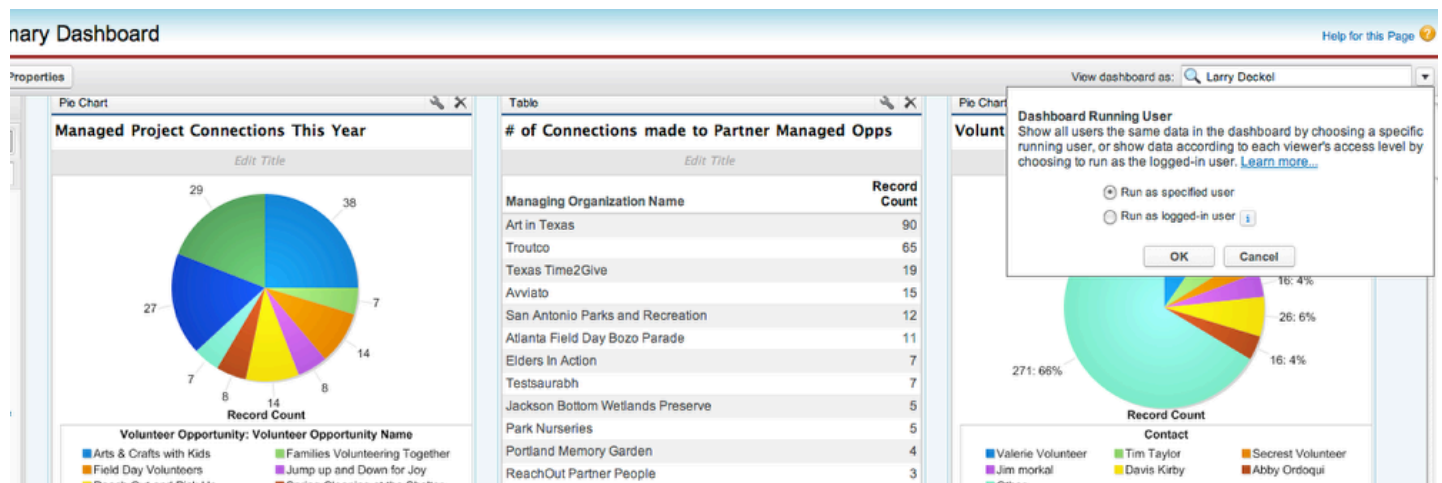 mary Dashboard
Help for this Page
Properties
View dashboard as: Larry Deckel
Pie Chart
Managed Project Connections This Year
Edit Title
29
38
27
7
14
7
8
14
8
Record Count
Volunteer Opportunity: Volunteer Opportunity Name
Arts & Crafts with Kids Families Volunteering Together
Field Day Volunteers Jump up and Down for Joy
Table
# of Connections made to Partner Managed Opps
Edit Title
Managing Organization Name Record Count
Art in Texas 90
Troutco 65
Texas Time2Give 19
Avviato 15
San Antonio Parks and Recreation 12
Atlanta Field Day Bozo Parade 11
Elders In Action 7
Testsaurabh 7
Jackson Bottom Wetlands Preserve 5
Park Nurseries 5
Portland Memory Garden 4
ReachOut Partner People 3
Pie Chart
Volunt
Dashboard Running User
Show all users the same data in the dashboard by choosing a specific
running user, or show data according to each viewer's access level by
choosing to run as the logged-in user. Learn more...
Run as specified user
Run as logged-in user
OK Cancel
16: 4%
26: 6%
16: 4%
271: 66%
Record Count
Contact
Valerie Volunteer Tim Taylor Secrest Volunteer
Jim morkal Davis Kirby Abby Ordoqui